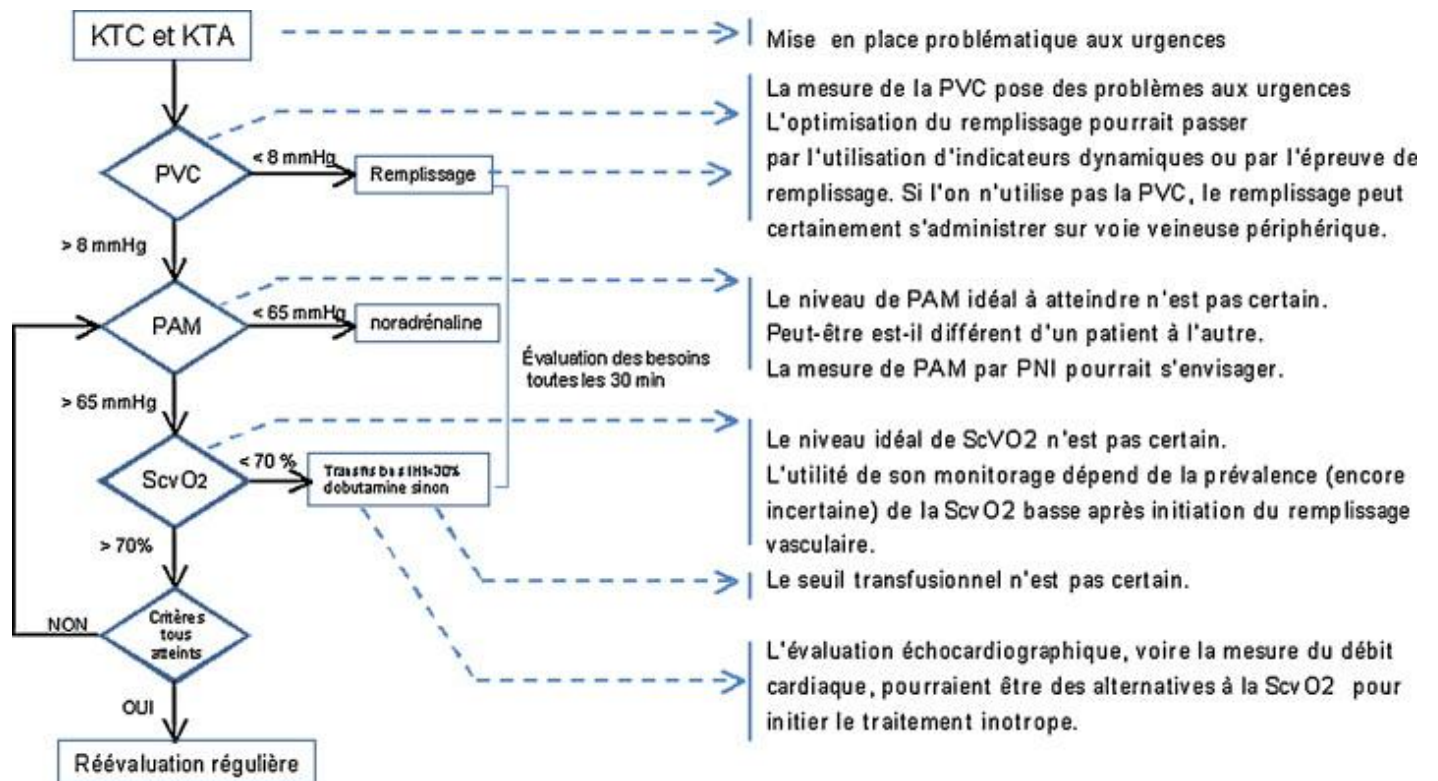 KTC et KTA
Mise en place problématique aux urgences
PVC
< 8 mmHg
Remplissage
La mesure de la PVC pose des problèmes aux urgences
L'optimisation du remplissage pourrait passer
par l'utilisation d'indicateurs dynamiques ou par l'épreuve de
remplissage. Si l'on n'utilise pas la PVC, le remplissage peut
certainement s'administrer sur voie veineuse périphérique.
> 8 mmHg
PAM
< 65 mmHg
noradrénaline
Le niveau de PAM idéal à atteindre n'est pas certain.
Peut-être est-il différent d'un patient à l'autre.
La mesure de PAM par PNI pourrait s'envisager.
Évaluation des besoins
toutes les 30 min
> 65 mmHg
ScvO2
< 70 %
dobutamine sinon
Le niveau idéal de ScVO2 n'est pas certain.
L'utilité de son monitorage dépend de la prévalence (encore
incertaine) de la ScvO2 basse après initiation du remplissage
vasculaire.
Le seuil transfusionnel n'est pas certain.
> 70%
Critères
tous
atteints
NON
L'évaluation échocardiographique, voire la mesure du débit
cardiaque, pourraient être des alternatives à la ScvO2 pour
initier le traitement inotrope.
OUI
Réévaluation régulière